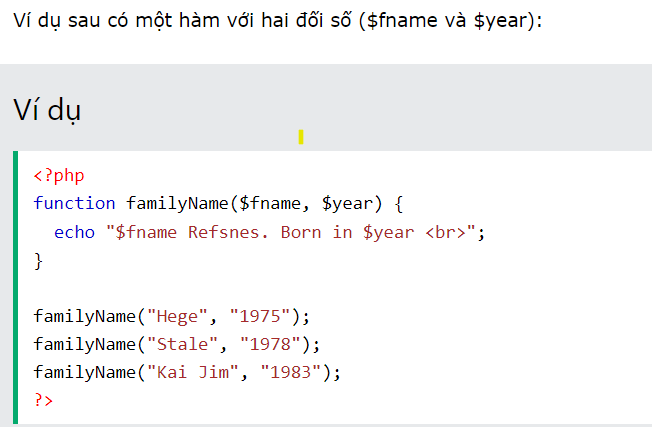 Ví dụ sau có một hàm với hai đối số ($fname và $year):
Ví dụ
<?php
function familyName($fname, $year) {
  echo "$fname Refsnes. Born in $year <br>";
}
familyName("Hege", "1975");
familyName("Stale", "1978");
familyName("Kai Jim", "1983");
?>